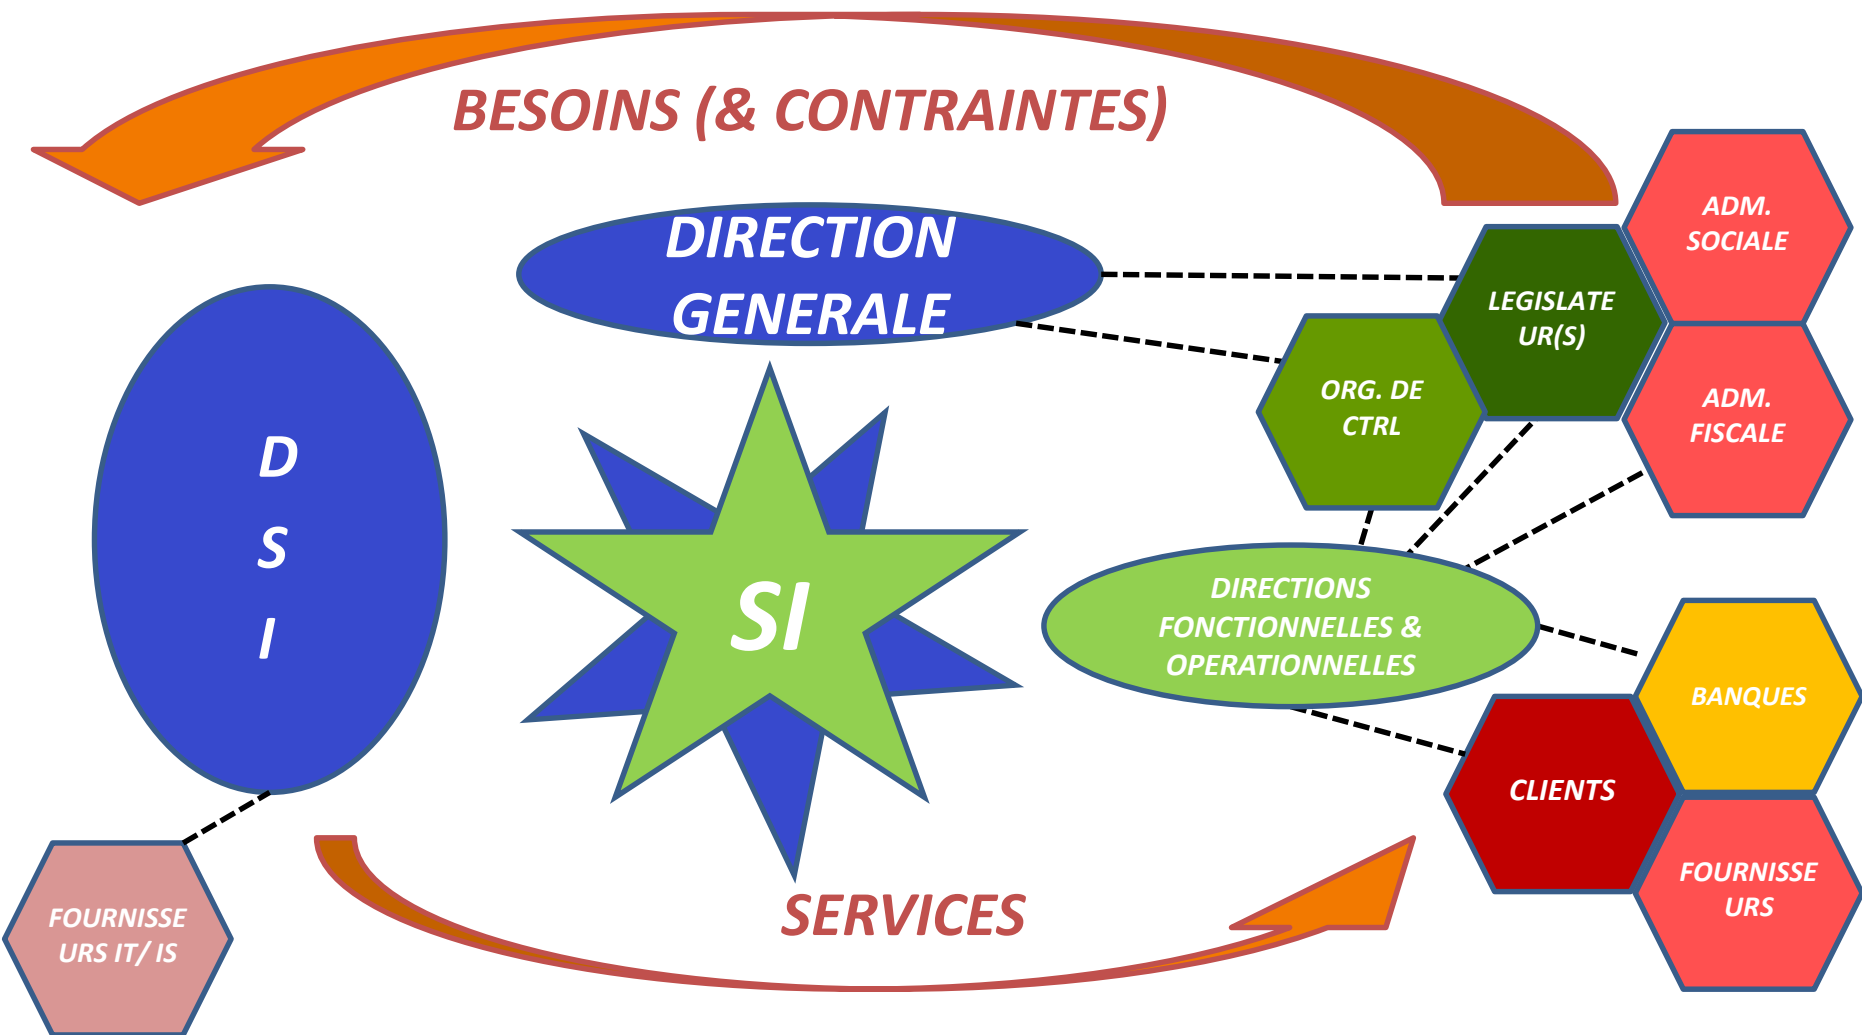 BESOINS (& CONTRAINTES)
ADM.
SOCIALE
DIRECTION
GENERALE
LEGISLATE
UR(S)
ORG. DE
CTRL
ADM.
FISCALE
D
S
I
SI
DIRECTIONS
FONCTIONNELLES &
OPERATIONNELLES
BANQUES
CLIENTS
FOURNISSE
URS
SERVICES
FOURNISSE
URS IT/ IS